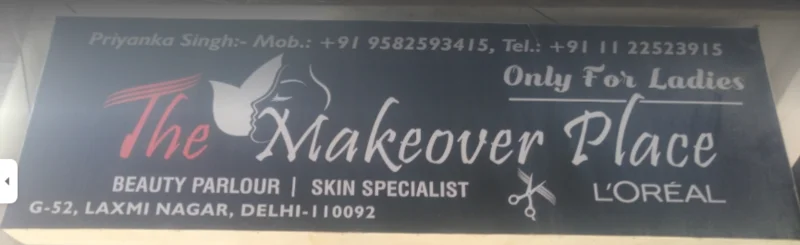 Priyanka Singh:- Mob.: +91 9582593415, Tel.: +91 11 22523915
Only For Ladies
The Makeover Place
BEAUTY PARLOUR | SKIN SPECIALIST
L'ORÉAL
G-52, LAXMI NAGAR, DELHI-110092